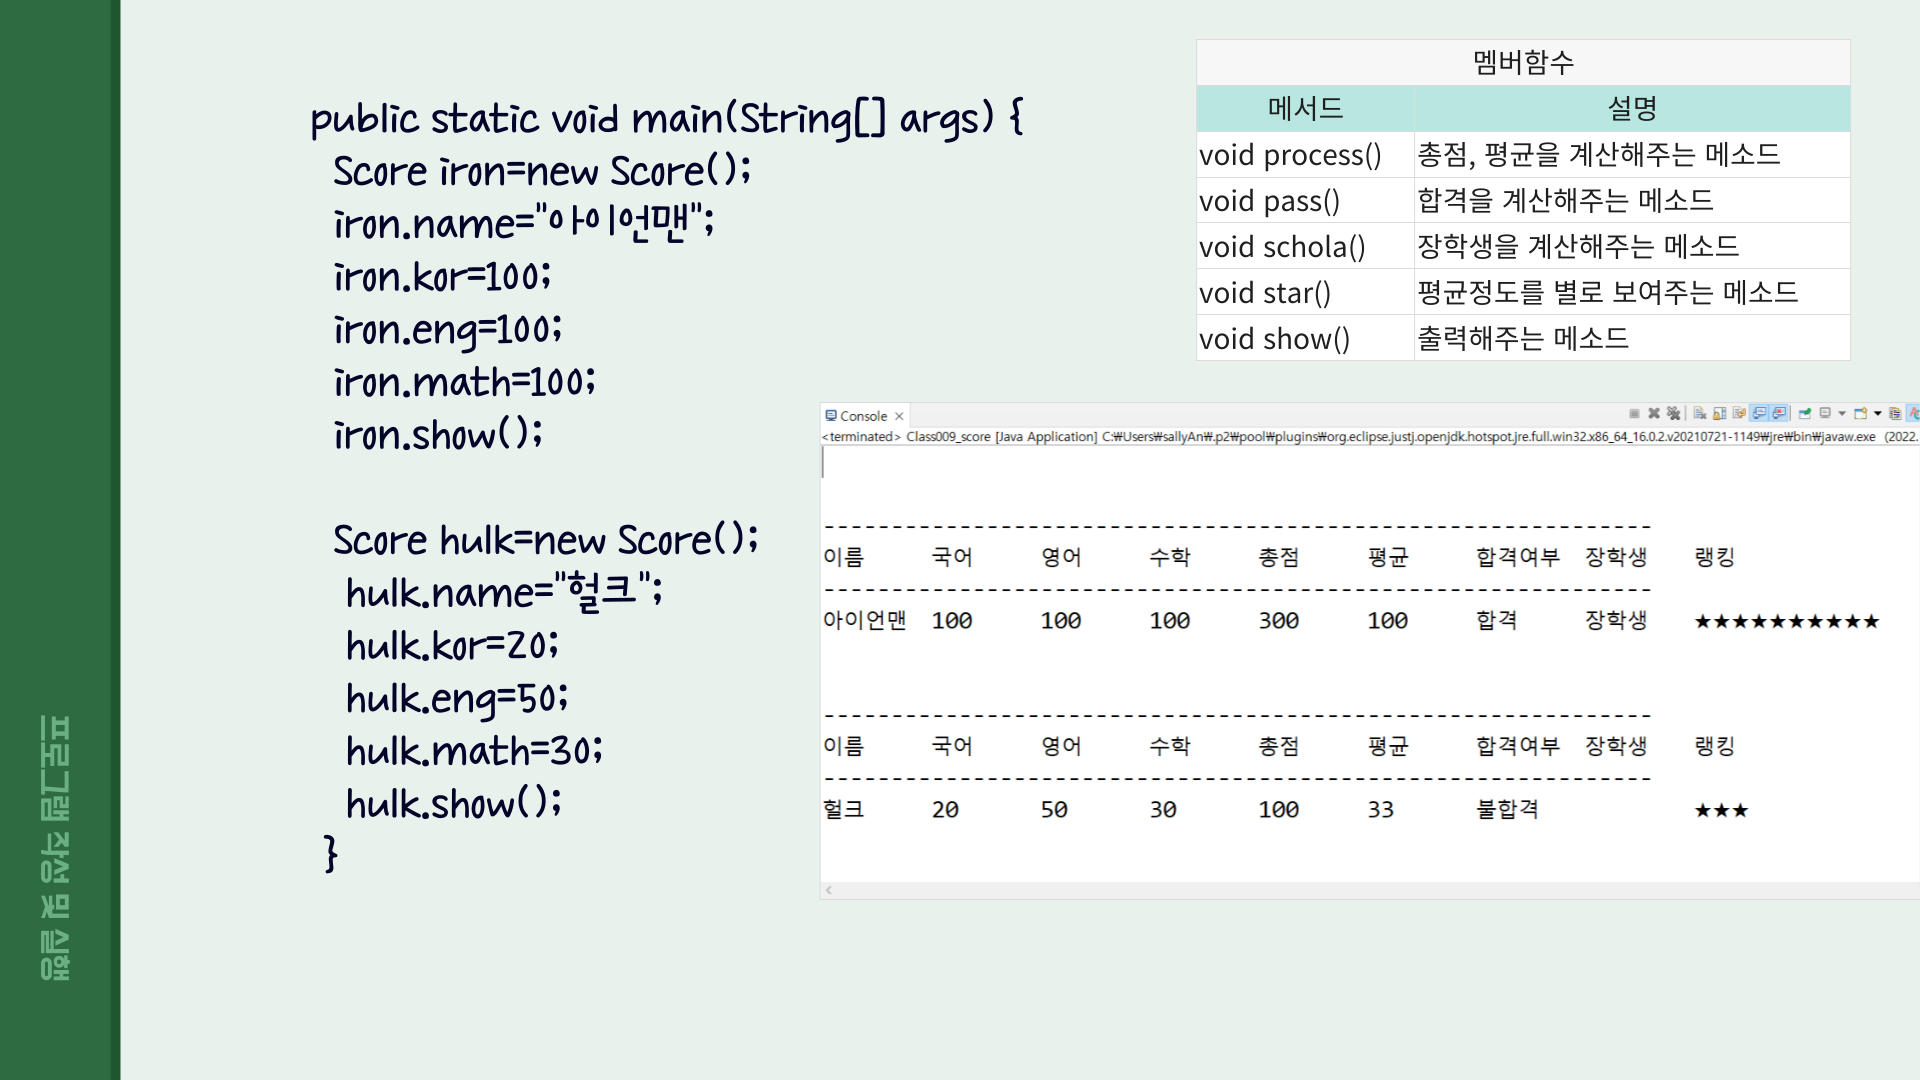 public static void main(String[] args) {
Score iron=new Score();
iron.name="아이언맨";
iron.kor=100;
iron.eng=100;
iron.math=100;
iron.show();
Score hulk=new Score();
hulk.name="헐크";
hulk.kor=20;
hulk.eng=50;
hulk.math=30;
hulk.show();
}
멤버함수
메서드 설명
void process() 총점, 평균을 계산해주는 메소드
void pass() 합격을 계산해주는 메소드
void schola() 장학생을 계산해주는 메소드
void star() 평균정도를 별로 보여주는 메소드
void show() 출력해주는 메소드
Console
<terminated> Class009_score [Java Application] C:₩Users₩sallyAn₩.p2₩pool₩plugins₩org.eclipse.justj.openjdk.hotspot.jre.full.win32.x86_64_16.0.2.v20210721-1149₩jre₩bin₩javaw.exe (2022.
-------------------------------------------------------------
이름 국어 영어 수학 총점 평균 합격여부 장학생 랭킹
-------------------------------------------------------------
아이언맨 100 100 100 300 100 합격 장학생 ★★★★★★★★★★
-------------------------------------------------------------
이름 국어 영어 수학 총점 평균 합격여부 장학생 랭킹
-------------------------------------------------------------
헐크 20 50 30 100 33 불합격 ★★★
프로그램 작성 및 실행